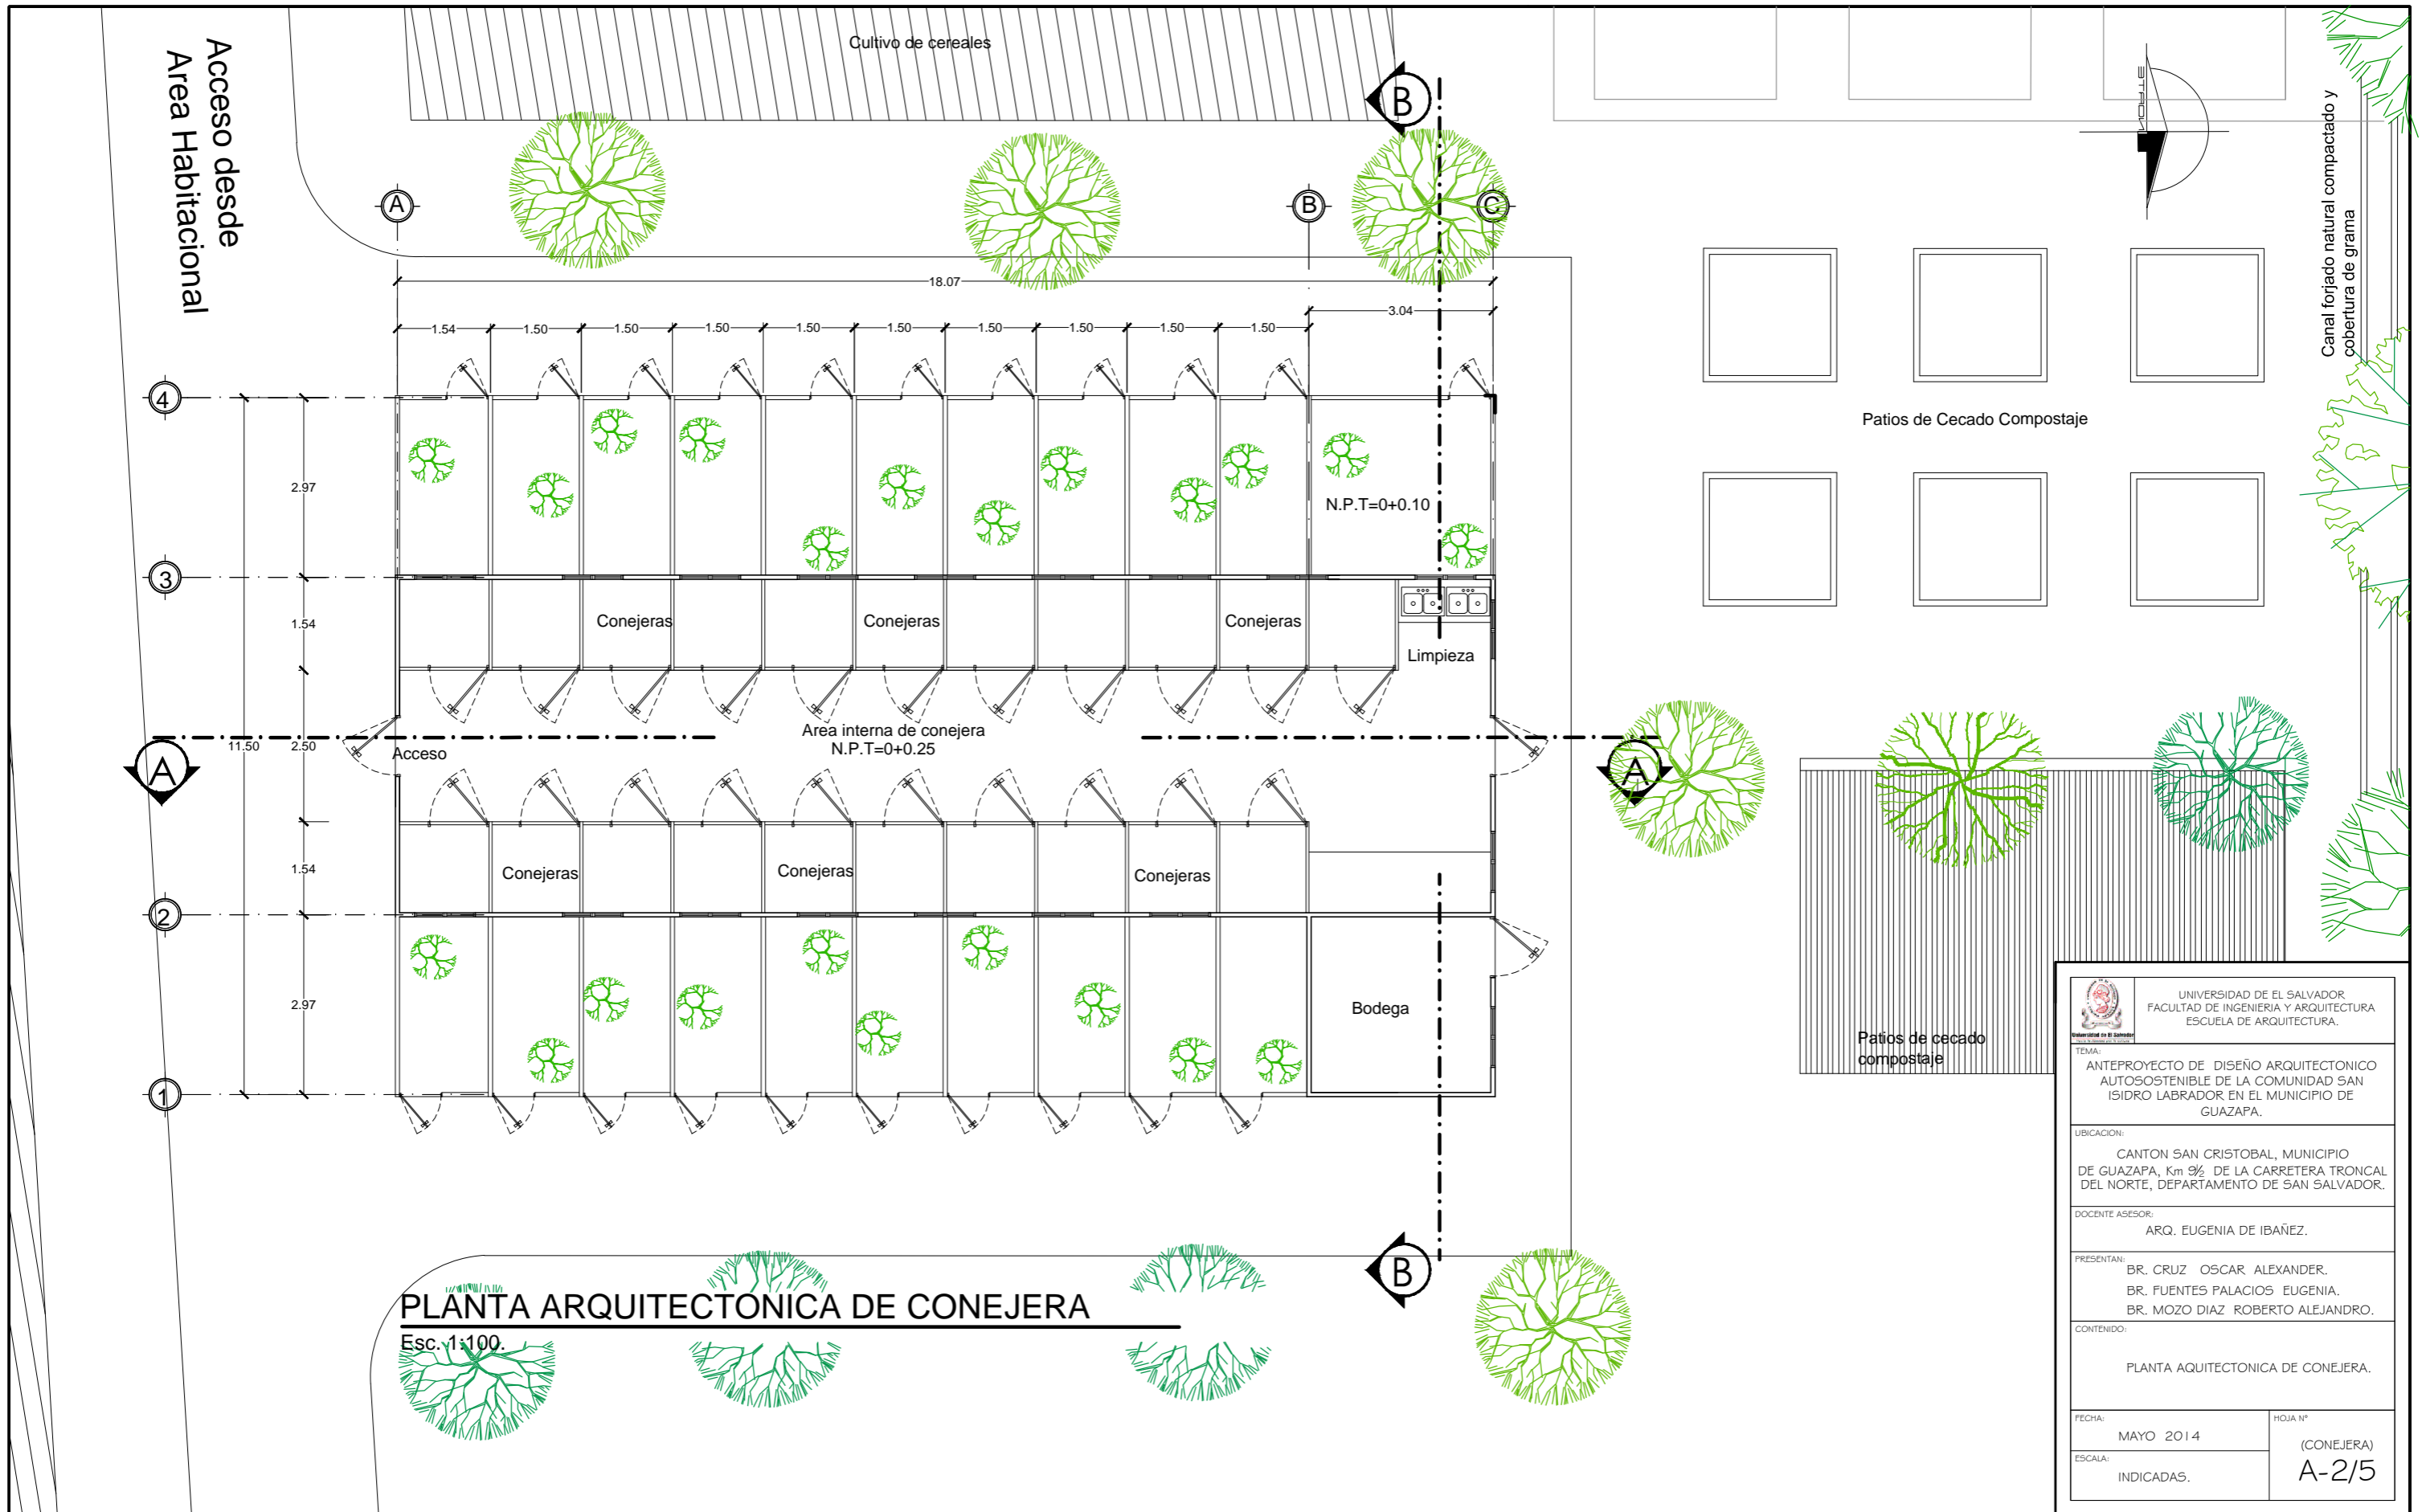 Acceso desde
Area Habitacional
Cultivo de cereales
B
NORTE
Canal forjado natural compactado y
cobertura de grama
A
B
C
18.07
3.04
1.54
1.50
1.50
1.50
1.50
1.50
1.50
1.50
1.50
1.50
4
3
2
1
11.50
2.97
1.54
2.50
1.54
2.97
N.P.T=0+0.10
Patios de Cecado Compostaje
Conejeras
Conejeras
Conejeras
Limpieza
Area interna de conejera
N.P.T=0+0.25
Acceso
A
A
Conejeras
Conejeras
Conejeras
Bodega
Patios de cecado
compostaje
B
PLANTA ARQUITECTONICA DE CONEJERA
Esc. 1:100.
Universidad de El Salvador
UNIVERSIDAD DE EL SALVADOR
FACULTAD DE INGENIERIA Y ARQUITECTURA
ESCUELA DE ARQUITECTURA.
TEMA:
ANTEPROYECTO DE DISEÑO ARQUITECTONICO
AUTOSOSTENIBLE DE LA COMUNIDAD SAN
ISIDRO LABRADOR EN EL MUNICIPIO DE
GUAZAPA.
UBICACION:
CANTON SAN CRISTOBAL, MUNICIPIO
DE GUAZAPA, Km 9½ DE LA CARRETERA TRONCAL
DEL NORTE, DEPARTAMENTO DE SAN SALVADOR.
DOCENTE ASESOR:
ARQ. EUGENIA DE IBAÑEZ.
PRESENTAN:
BR. CRUZ OSCAR ALEXANDER.
BR. FUENTES PALACIOS EUGENIA.
BR. MOZO DIAZ ROBERTO ALEJANDRO.
CONTENIDO:
PLANTA AQUITECTONICA DE CONEJERA.
FECHA:
MAYO 2014
ESCALA:
INDICADAS.
HOJA Nº
(CONEJERA)
A-2/5